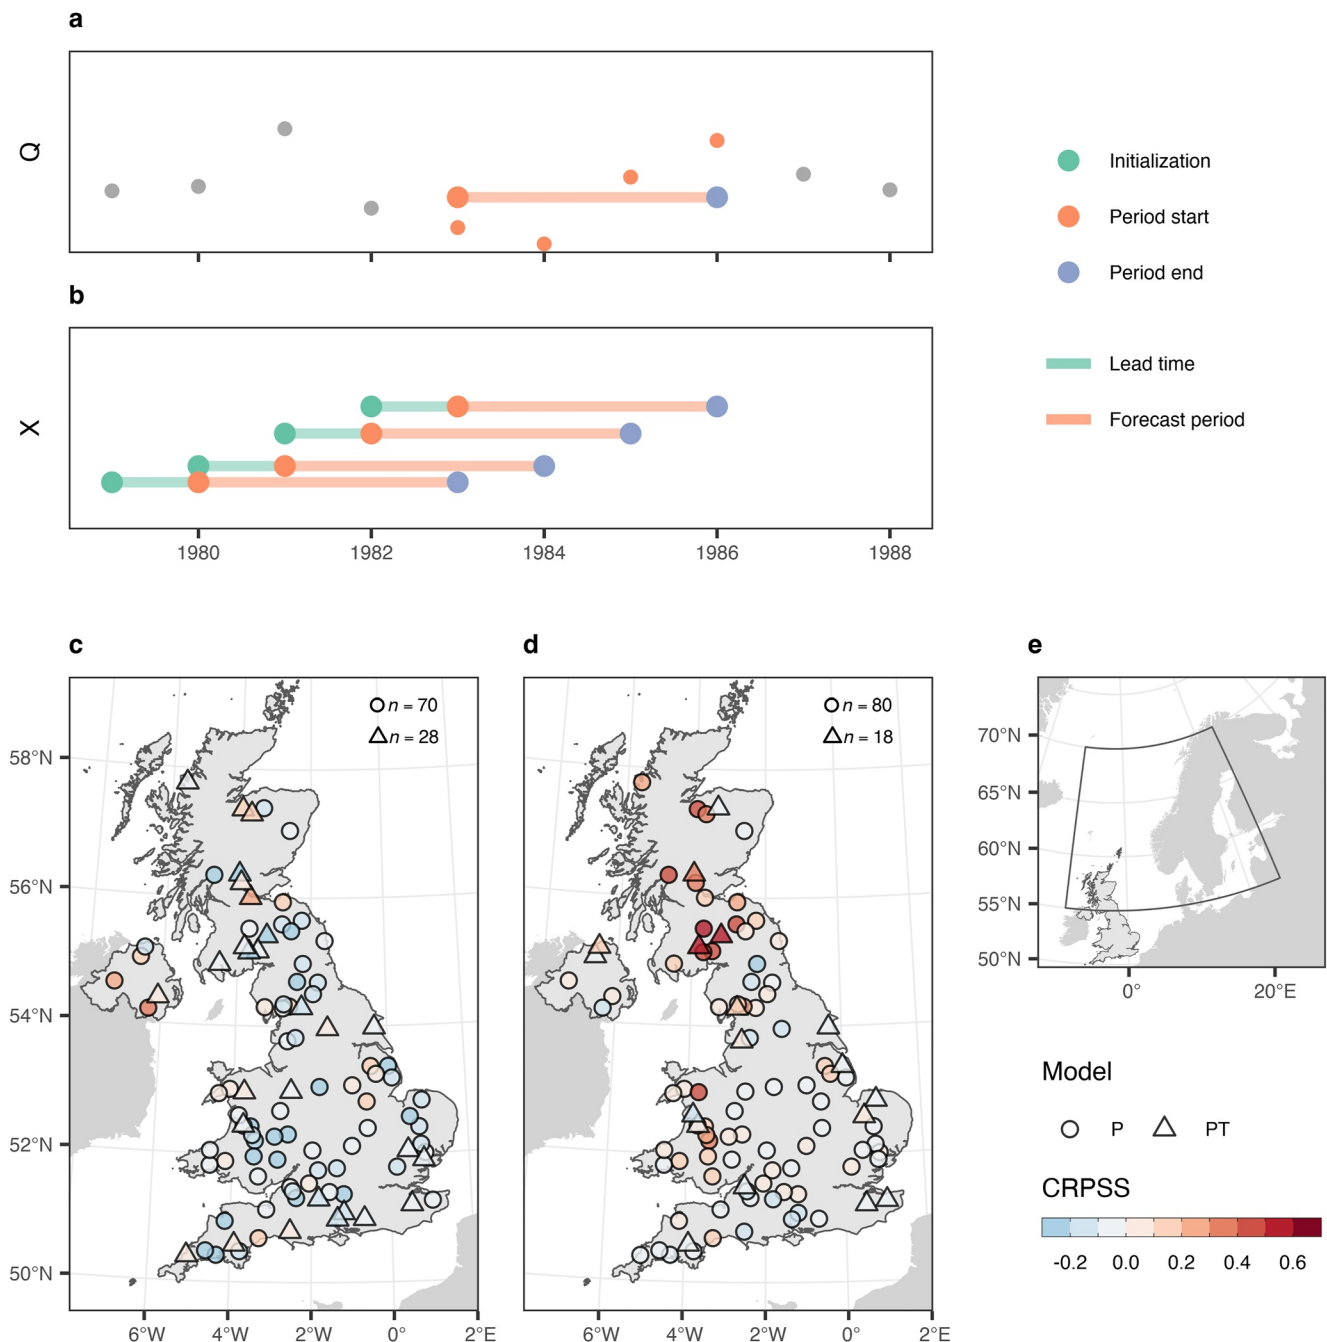 a
Q
Initialization
Period start
Period end
b
X
Lead time
Forecast period
1980 1982 1984 1986 1988
c d e
n = 70
n = 28
n = 80
n = 18
58°N
56°N
54°N
52°N
50°N
6°W 4°W 2°W 0° 2°E
6°W 4°W 2°W 0° 2°E
70°N
65°N
60°N
55°N
50°N
0° 20°E
Model
P PT
CRPSS
-0.2 0.0 0.2 0.4 0.6